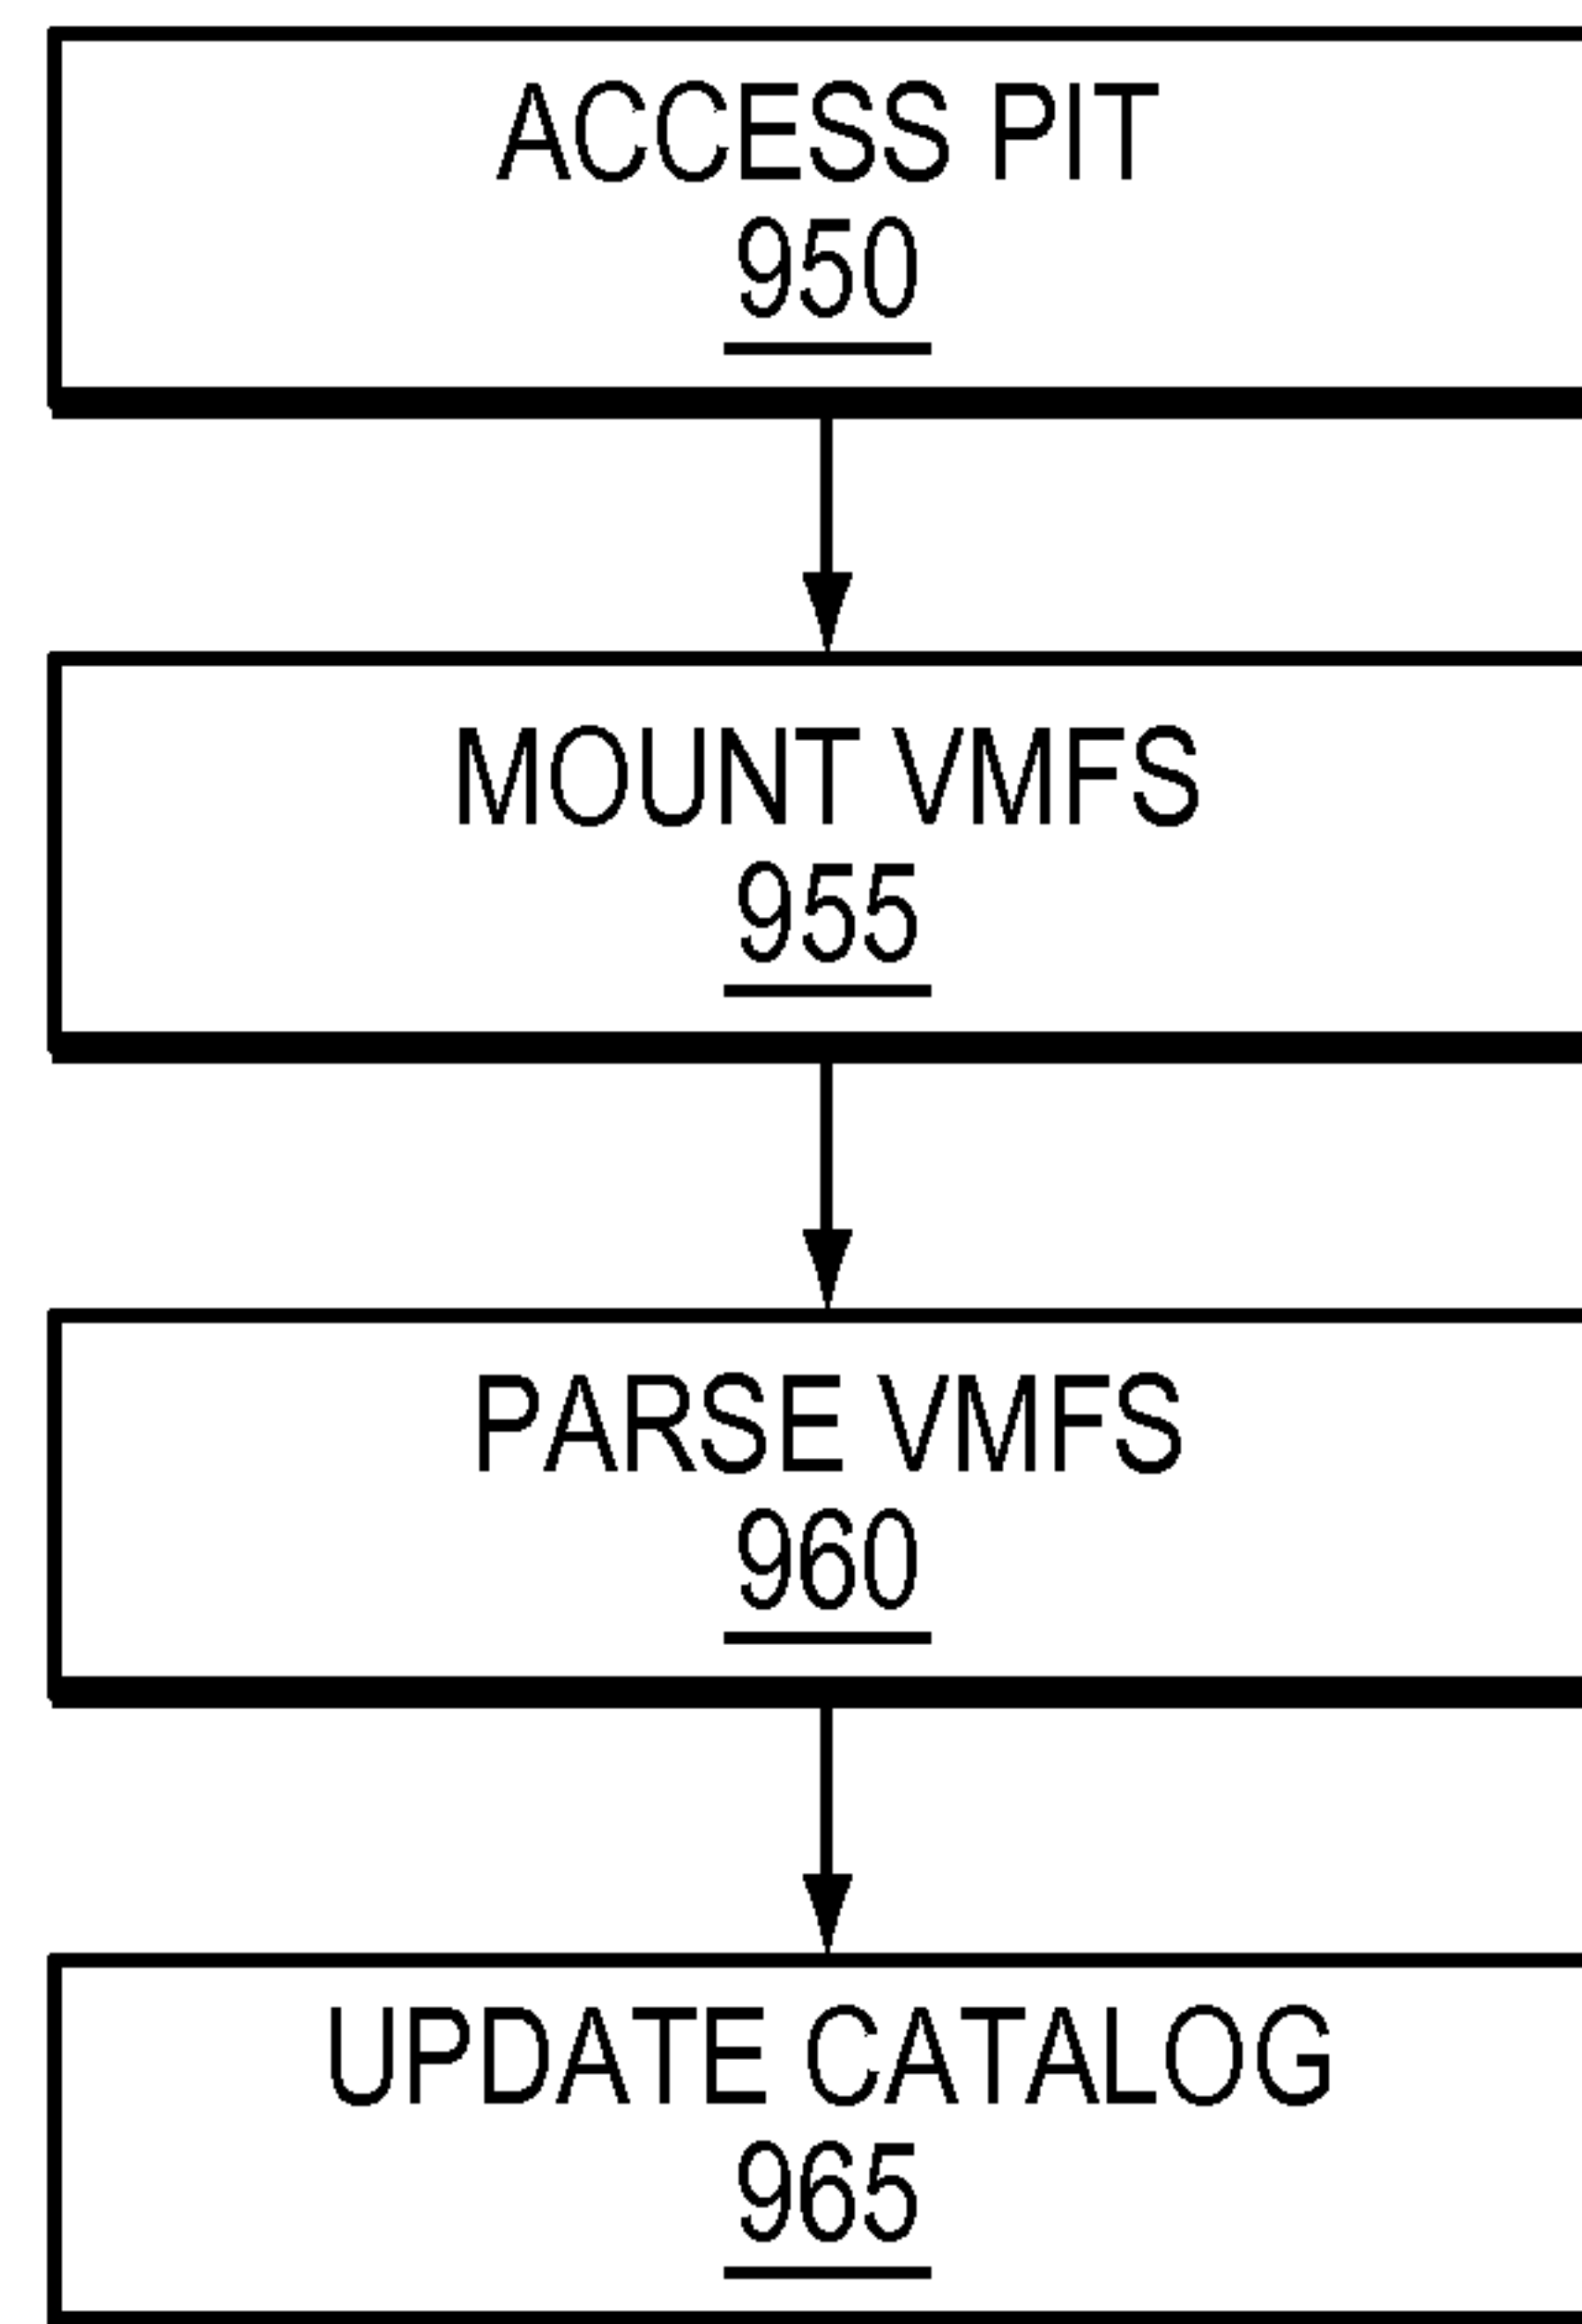 ACCESS PIT
950
MOUNT VMFS
955
PARSE VMFS
960
UPDATE CATALOG
965